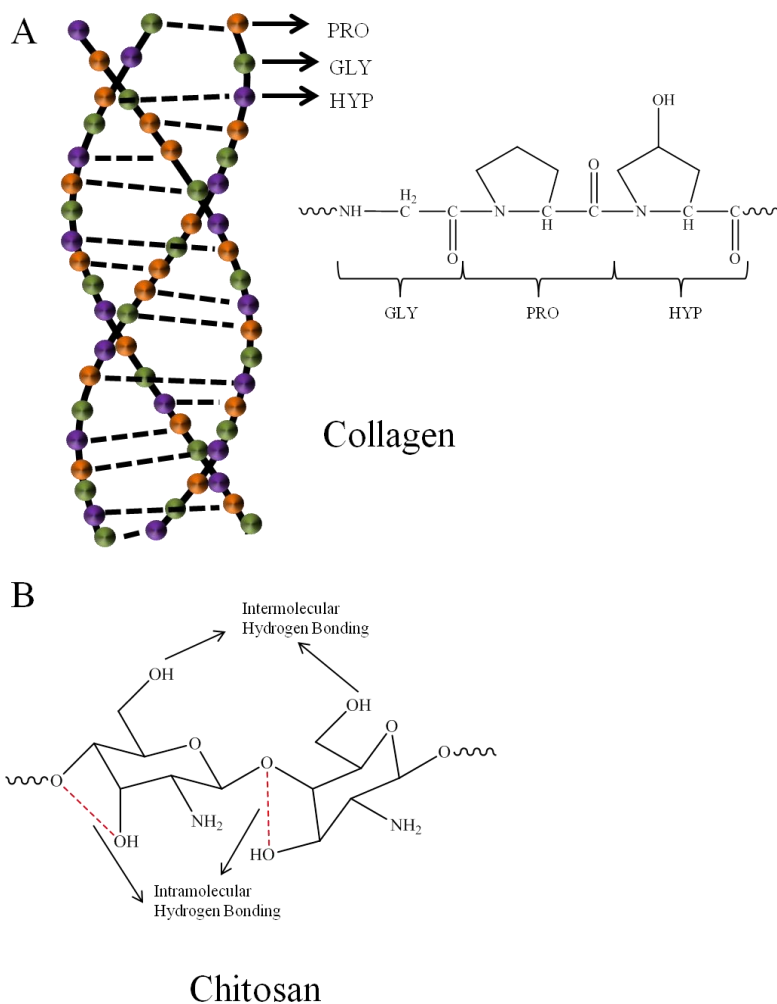 A
PRO
GLY
HYP
OH
O
H₂
NH
C
C
N
C
H
C
N
C
H
C
O
O
GLY
PRO
HYP
Collagen
B
Intermolecular
Hydrogen Bonding
OH
OH
O
O
O
O
O
NH₂
NH₂
OH
HO
Intramolecular
Hydrogen Bonding
Chitosan